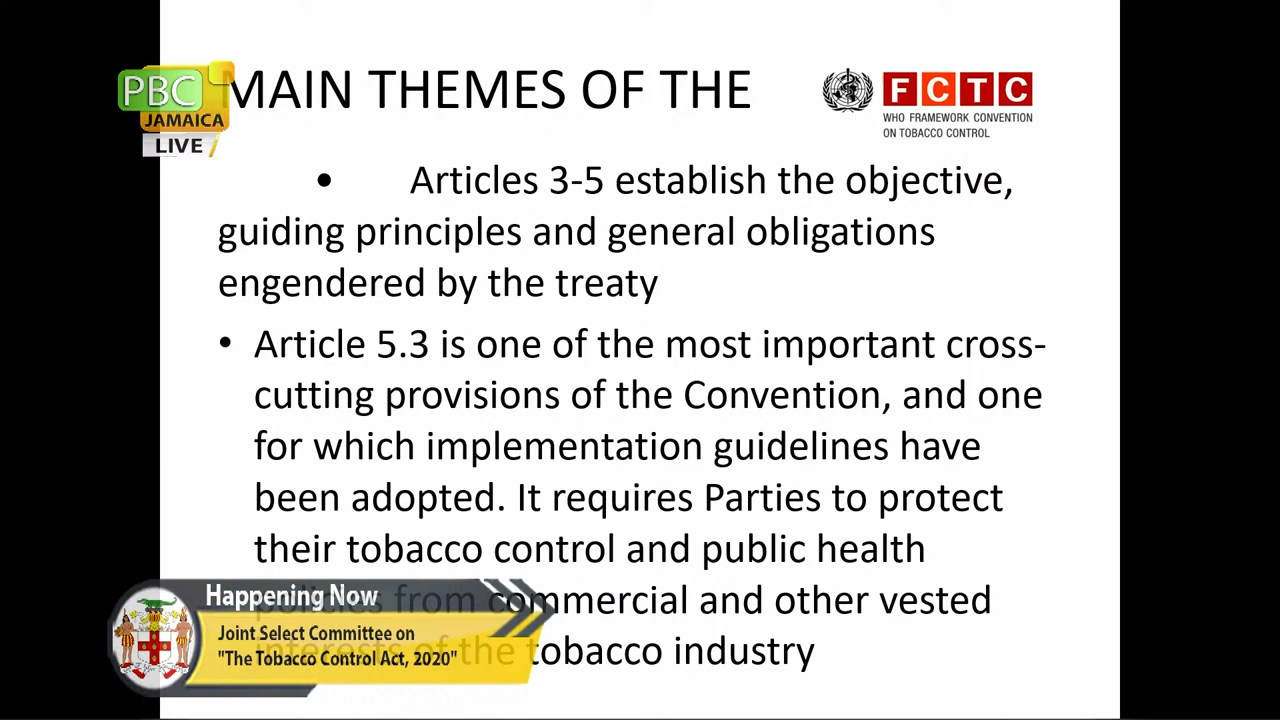 MAIN THEMES OF THE
PBC
JAMAICA
LIVE
FCTC
WHO FRAMEWORK CONVENTION
ON TOBACCO CONTROL
• Articles 3-5 establish the objective,
guiding principles and general obligations
engendered by the treaty
• Article 5.3 is one of the most important cross-
cutting provisions of the Convention, and one
for which implementation guidelines have
been adopted. It requires Parties to protect
their tobacco control and public health
policies from commercial and other vested
interests of the tobacco industry
Happening Now
Joint Select Committee on
"The Tobacco Control Act, 2020"